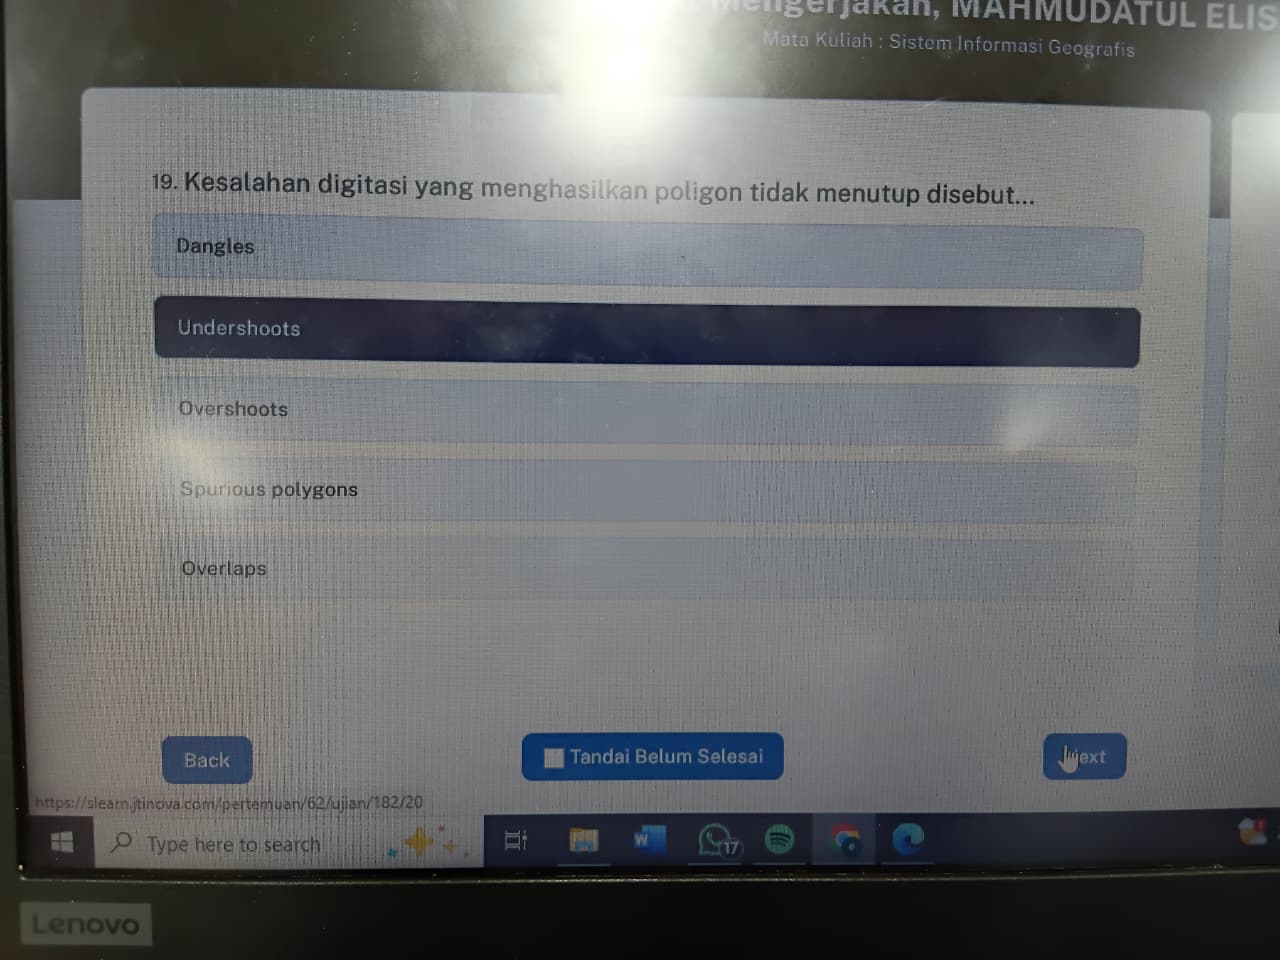 Mengerjakan, MAHMUDATUL ELIS
Mata Kuliah : Sistem Informasi Geografis
19. Kesalahan digitasi yang menghasilkan poligon tidak menutup disebut...
Dangles
Undershoots
Overshoots
Spurious polygons
Overlaps
Back
Tandai Belum Selesai
Next
https://slearn.jtinova.com/pertemuan/62/ujian/182/20
Type here to search
W
17
Lenovo